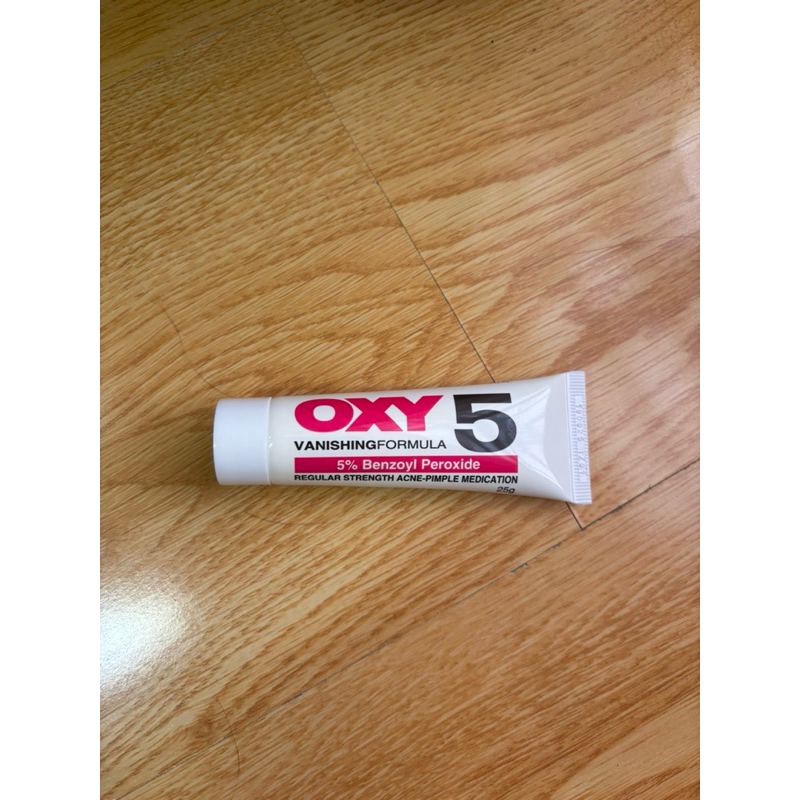 OXY 5
VANISHINGFORMULA
5% Benzoyl Peroxide
REGULAR STRENGTH ACNE-PIMPLE MEDICATION
25g